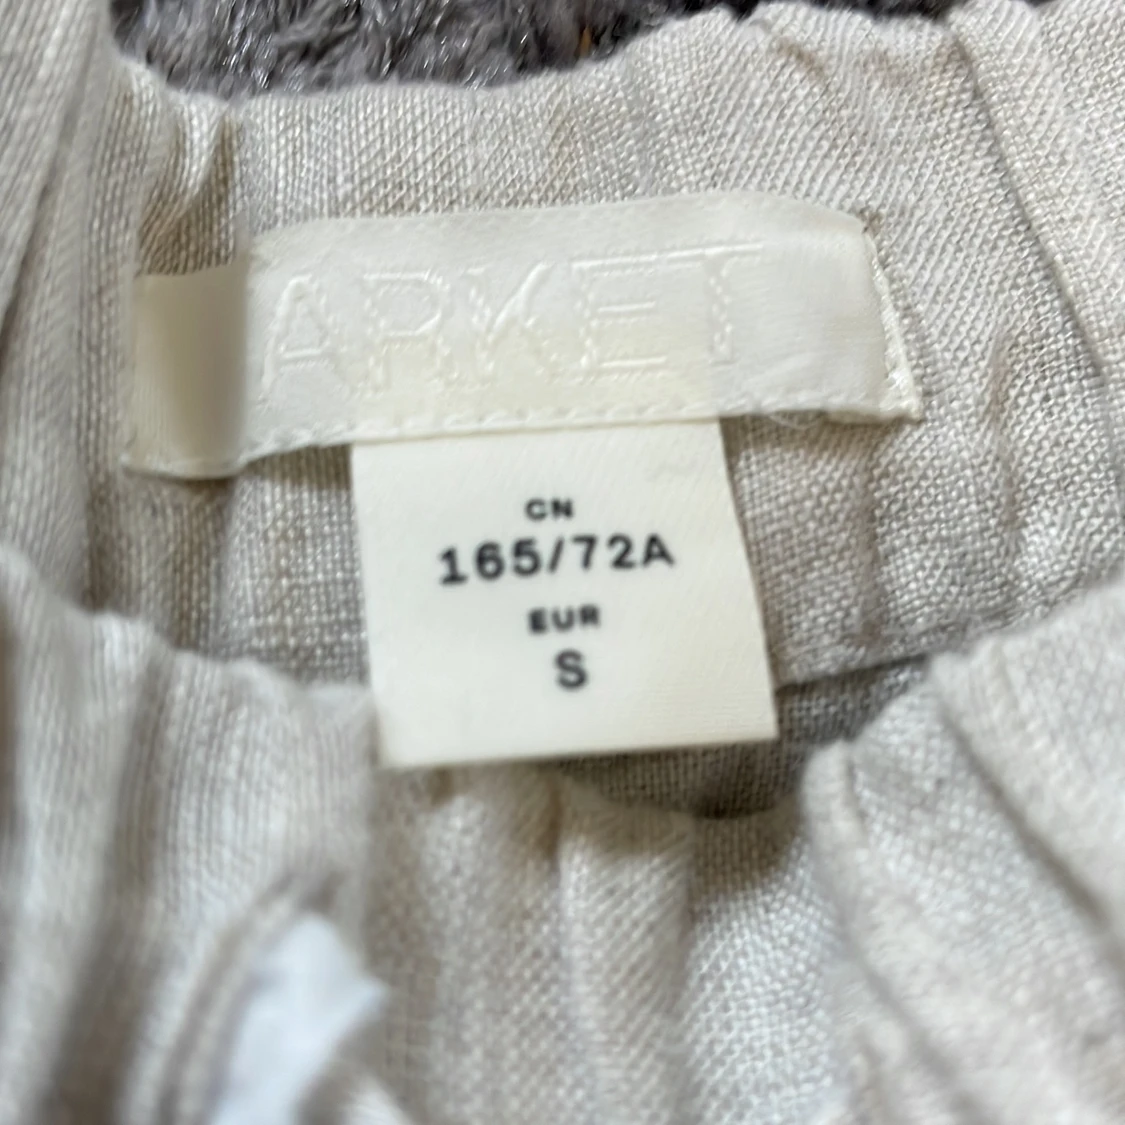 ARKET
CN
165/72A
EUR
S